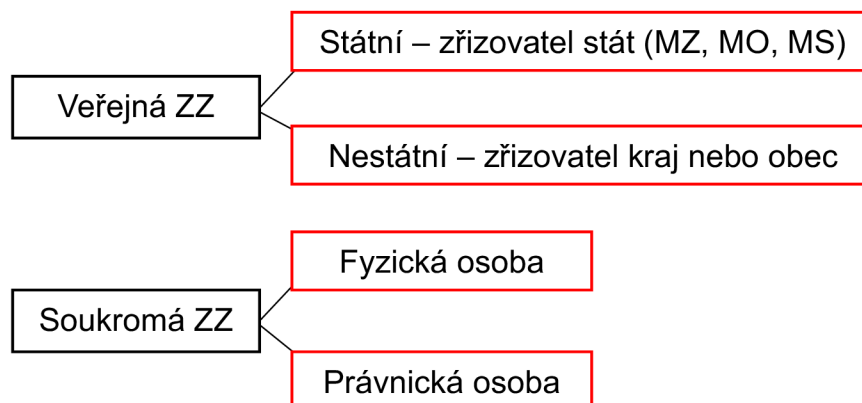 Státní – zřizovatel stát (MZ, MO, MS)
Veřejná ZZ
Nestátní – zřizovatel kraj nebo obec
Fyzická osoba
Soukromá ZZ
Právnická osoba